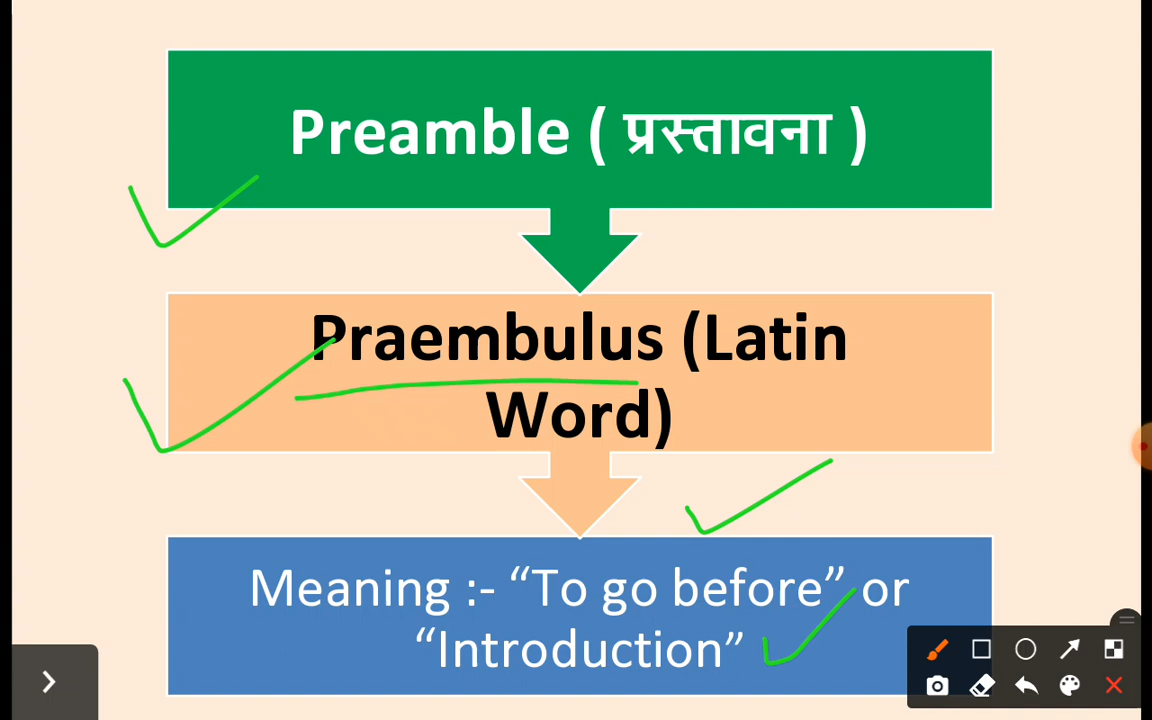 Preamble ( प्रस्तावना )
Praembulus (Latin
Word)
Meaning :- “To go before” or
“Introduction”